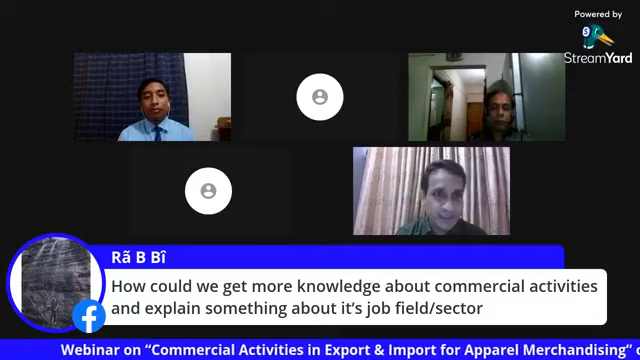 Powered by
StreamYard
Rã B Bî
How could we get more knowledge about commercial activities
and explain something about it's job field/sector
Webinar on “Commercial Activities in Export & Import for Apparel Merchandising”